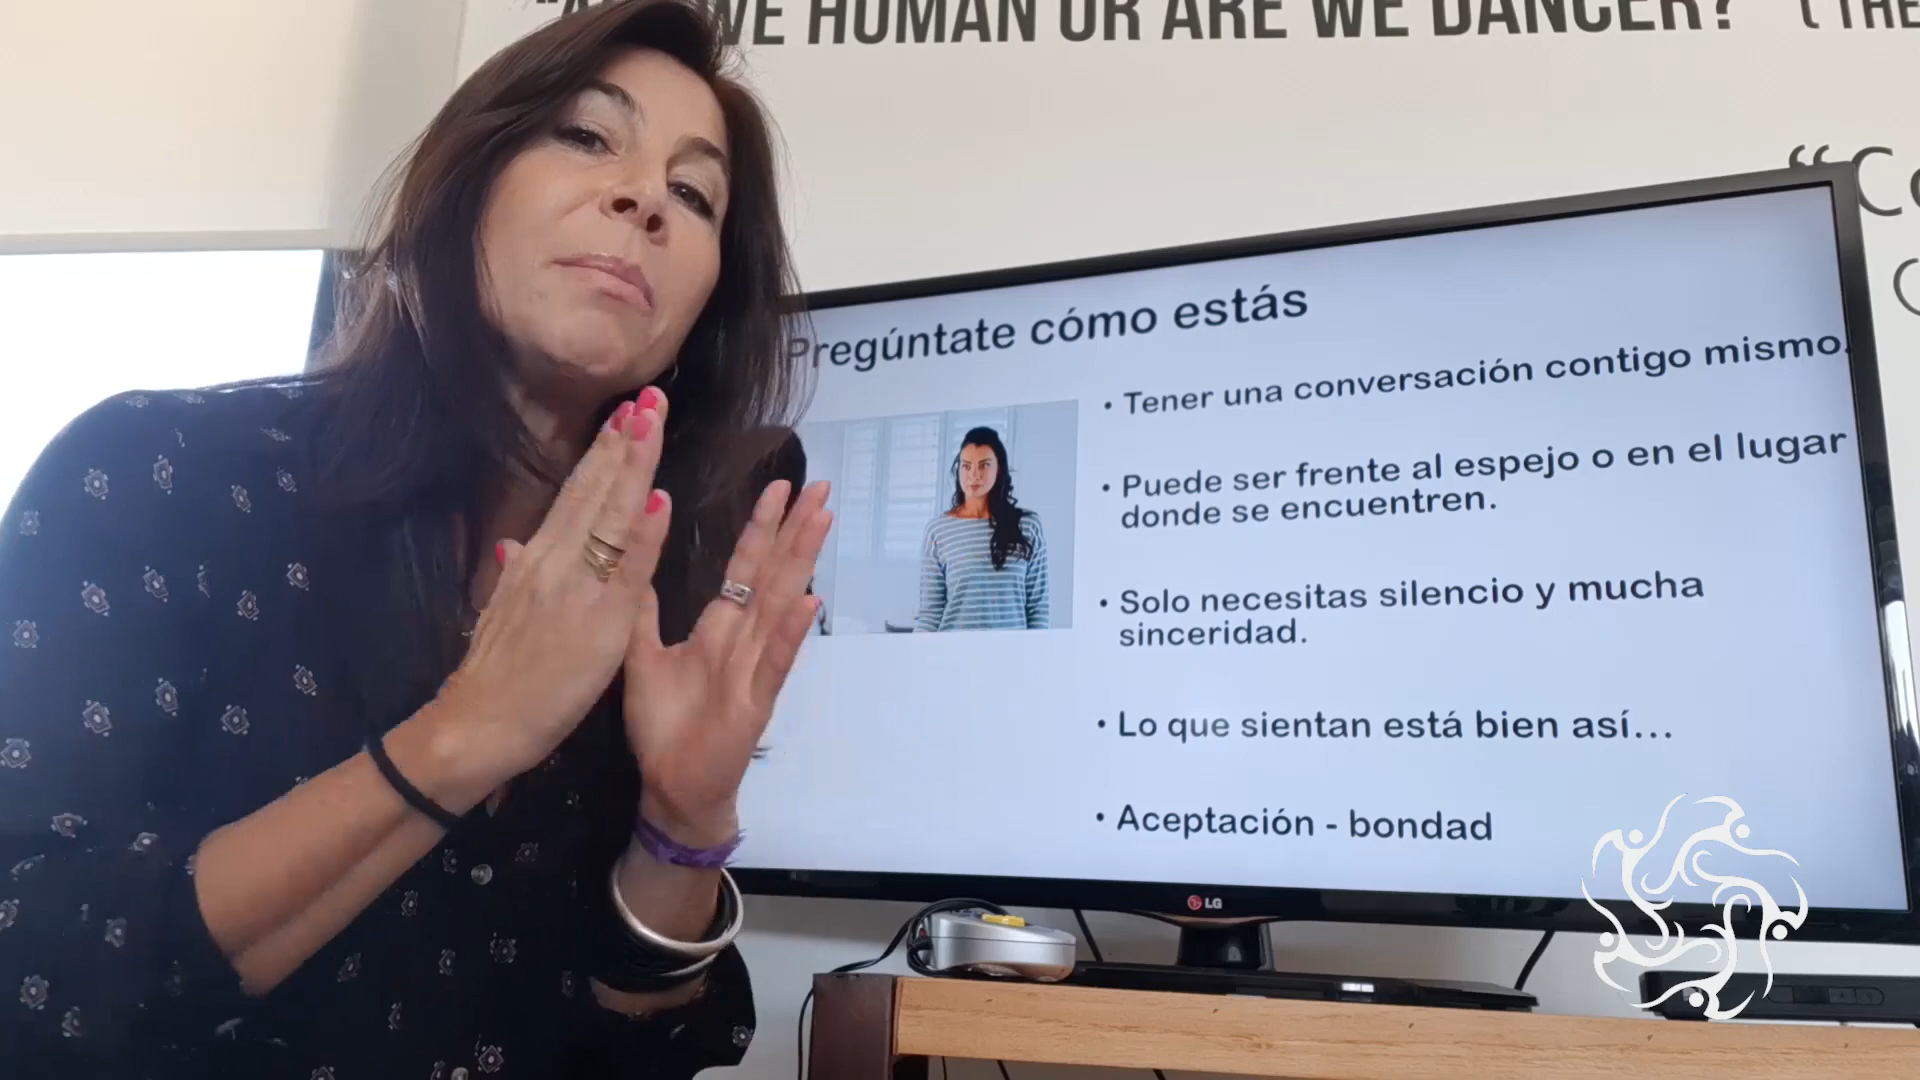 WE HUMAN OR ARE WE DANCER?" (THE
Pregúntate cómo estás
• Tener una conversación contigo mismo.
• Puede ser frente al espejo o en el lugar
donde se encuentren.
• Solo necesitas silencio y mucha
sinceridad.
• Lo que sientan está bien así...
• Aceptación - bondad
LG